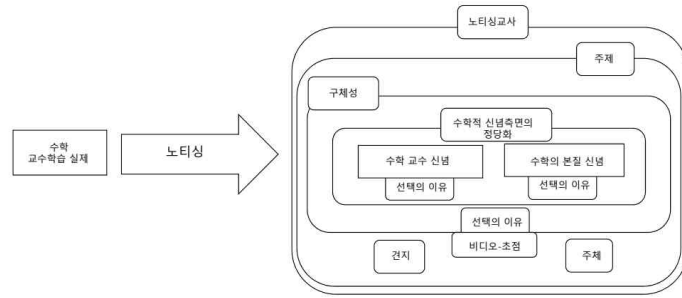 노티싱교사
주제
구체성
수학적 신념측면의
정당화
수학
교수학습 실제
노티싱
수학 교수 신념
수학의 본질 신념
선택의 이유
선택의 이유
선택의 이유
비디오-초점
견지
주체